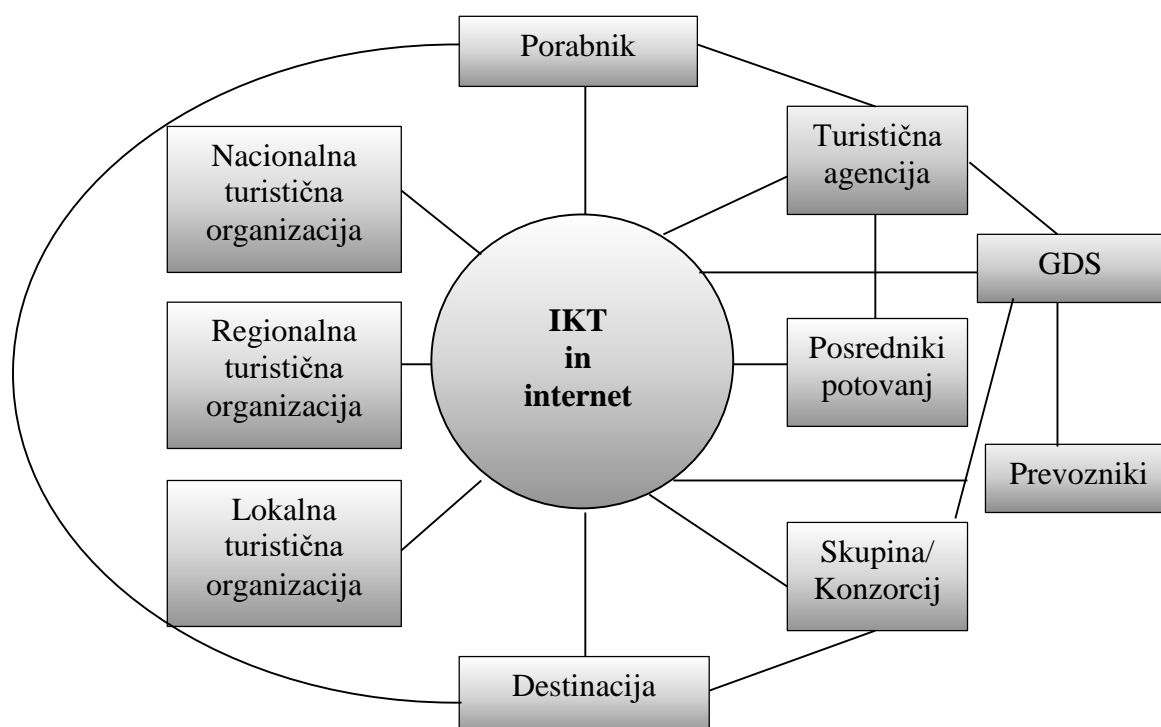 Porabnik
Nacionalna
turistična
organizacija
Turistična
agencija
GDS
Regionalna
turistična
organizacija
IKT
in
internet
Posredniki
potovanj
Prevozniki
Lokalna
turistična
organizacija
Skupina/
Konzorcij
Destinacija